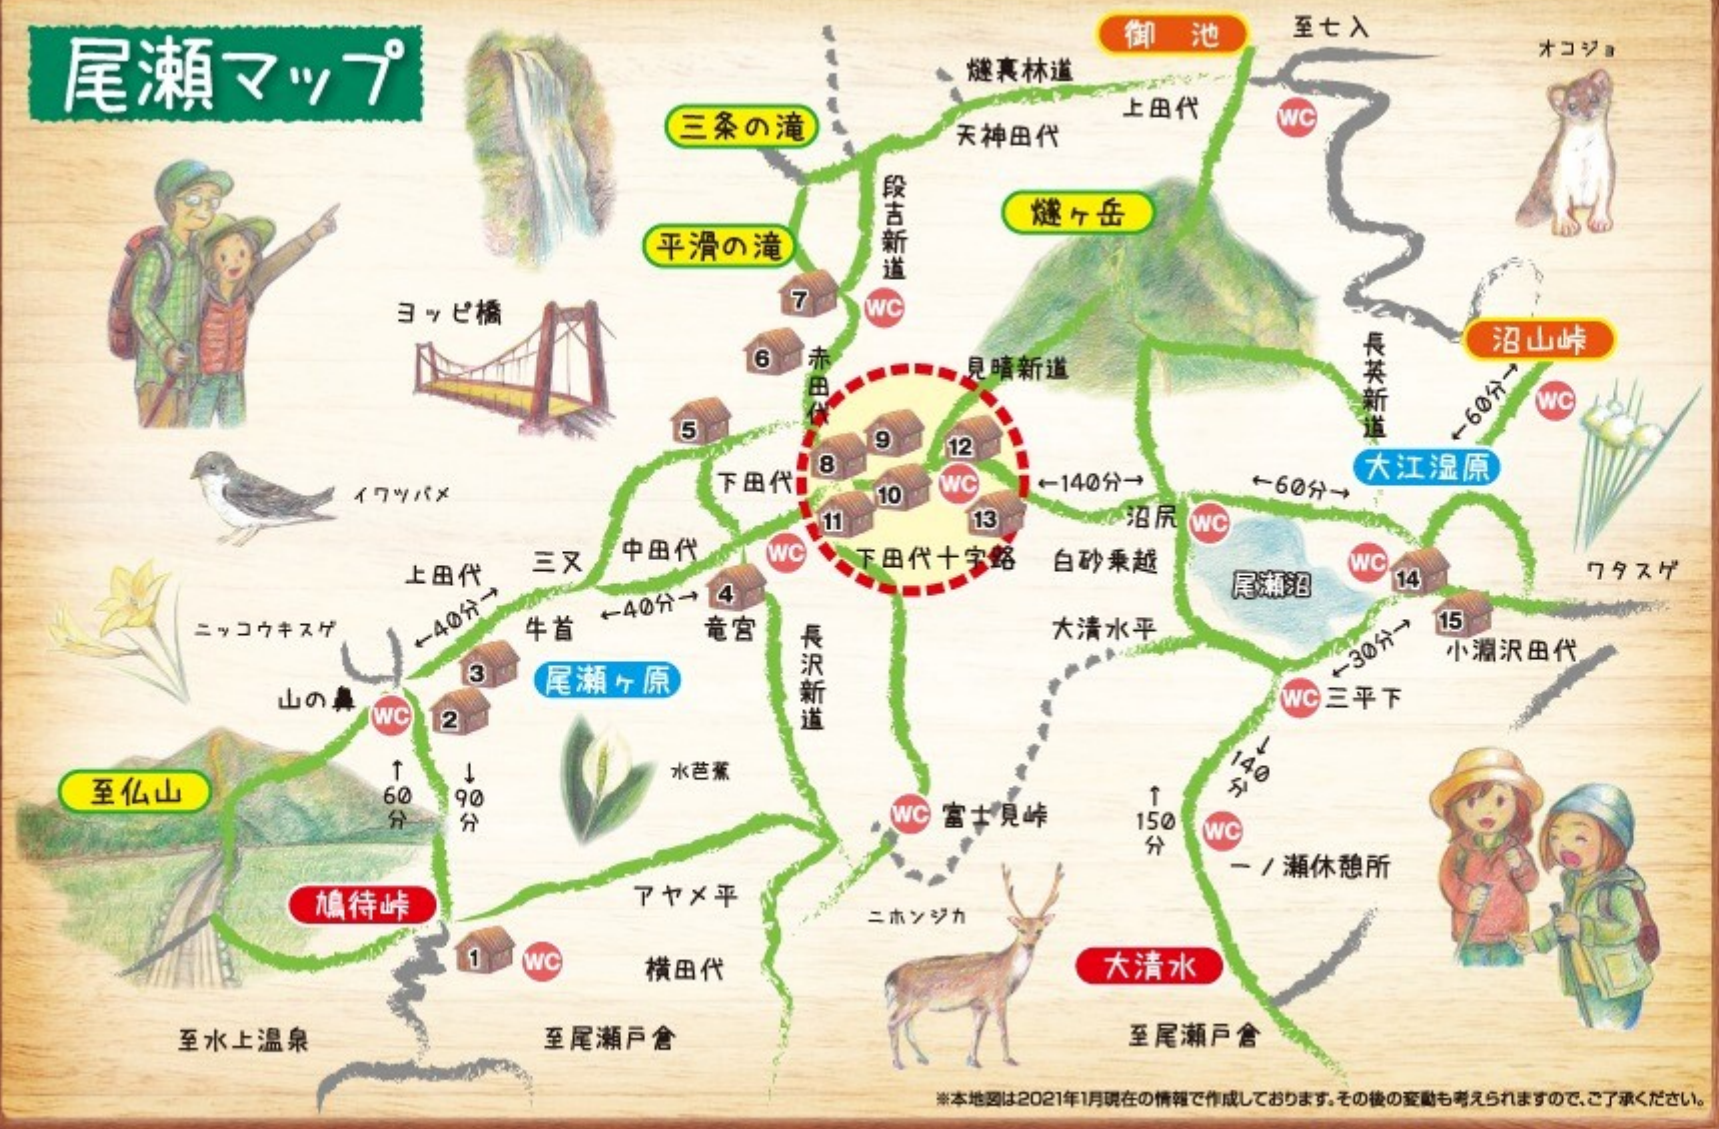 尾瀬マップ
御池
至七入
オコジョ
燧裏林道
上田代
WC
三条の滝
天神田代
段吉新道
燧ヶ岳
平滑の滝
7
WC
ヨッピ橋
6
赤田代
見晴新道
長英新道
沼山峠
←60分→
WC
5
9
12
8
大江湿原
イワツバメ
下田代
10
WC
←140分→
←60分→
11
13
沼尻
WC
三又
中田代
WC
下田代十字路
白砂乗越
尾瀬沼
WC
14
ワタスゲ
上田代
←40分→
←40分→
4
ニッコウキスゲ
牛首
竜宮
長沢新道
大清水平
15
小淵沢田代
←30分→
3
尾瀬ヶ原
山の鼻
WC
2
WC
三平下
至仏山
↑
60
分
↓
90
分
水芭蕉
↓
140
分
WC
富士見峠
↑
150
分
WC
一ノ瀬休憩所
鳩待峠
アヤメ平
ニホンジカ
1
WC
横田代
大清水
至水上温泉
至尾瀬戸倉
至尾瀬戸倉
※本地図は2021年1月現在の情報で作成しております。その後の変動も考えられますので、ご了承ください。